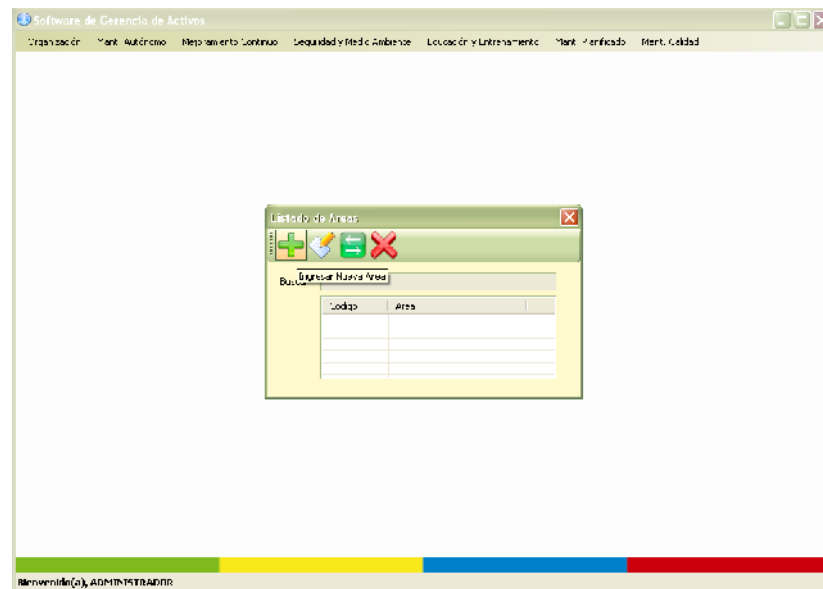 Software de Gerencia de Activos
Organización Mant. Autónomo Mejoramiento Continuo Seguridad y Medio Ambiente Educación y Entrenamiento Mant. Planificado Mant. Calidad
Listado de Areas
Ingresar Nueva Area
Codigo Area
Bienvenido(a), ADMINISTRADOR